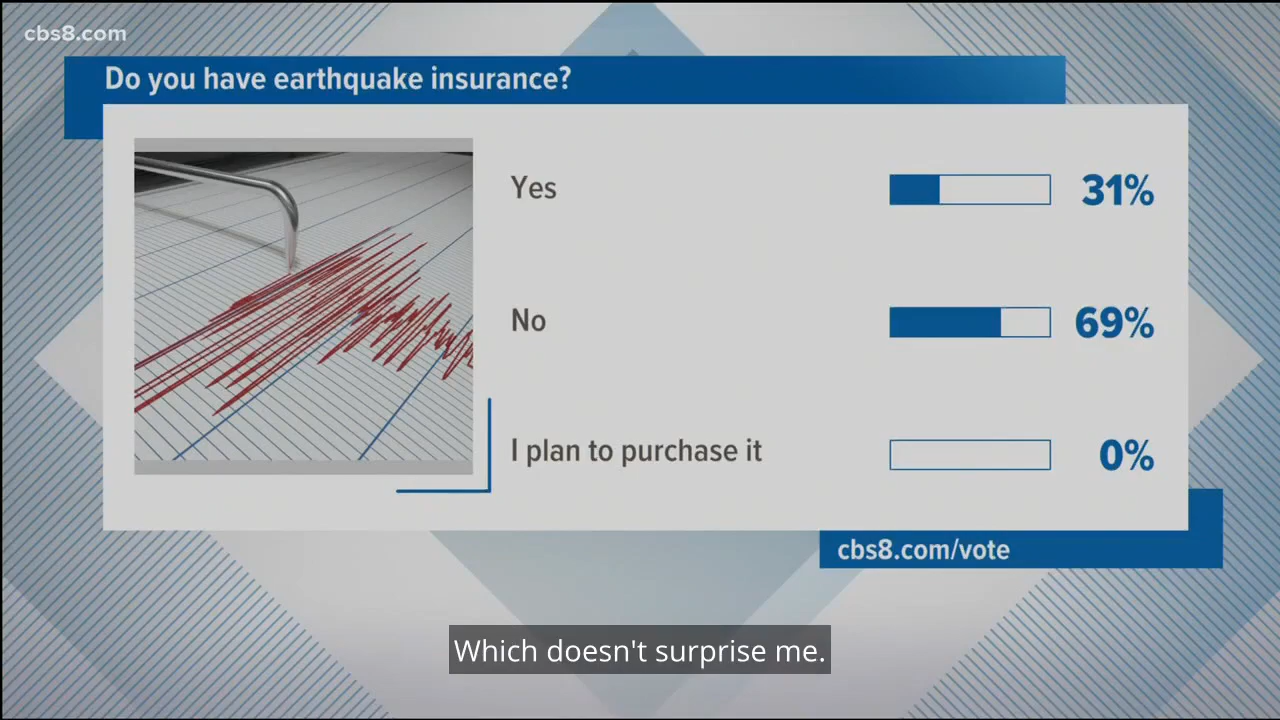 cbs8.com
Do you have earthquake insurance?
Yes
31%
No
69%
I plan to purchase it
0%
cbs8.com/vote
Which doesn't surprise me.